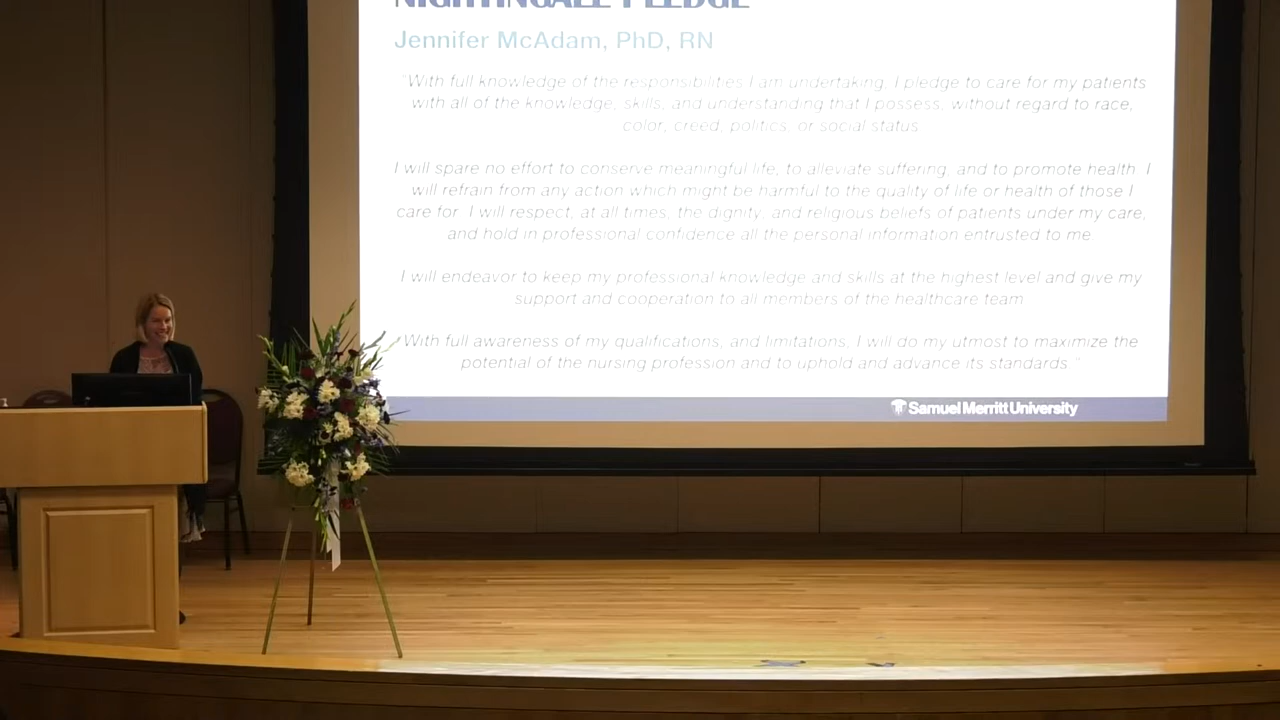 NIGHTINGALE PLEDGE
Jennifer McAdam, PhD, RN
"With full knowledge of the responsibilities I am undertaking, I pledge to care for my patients
with all of the knowledge, skills, and understanding that I possess, without regard to race,
color, creed, politics or social status
I will spare no effort to conserve meaningful life, to alleviate suffering, and to promote health I
will refrain from any action which might be harmful to the quality of life or health of those I
care for I will respect, at all times, the dignity, and religious beliefs of patients under my care,
and hold in professional confidence all the personal information entrusted to me
I will endeavor to keep my professional knowledge and skills at the highest level and give my
support and cooperation to all members of the healthcare team
With full awareness of my qualifications, and limitations, I will do my utmost to maximize the
potential of the nursing profession and to uphold and advance its standards "
Samuel Merritt University